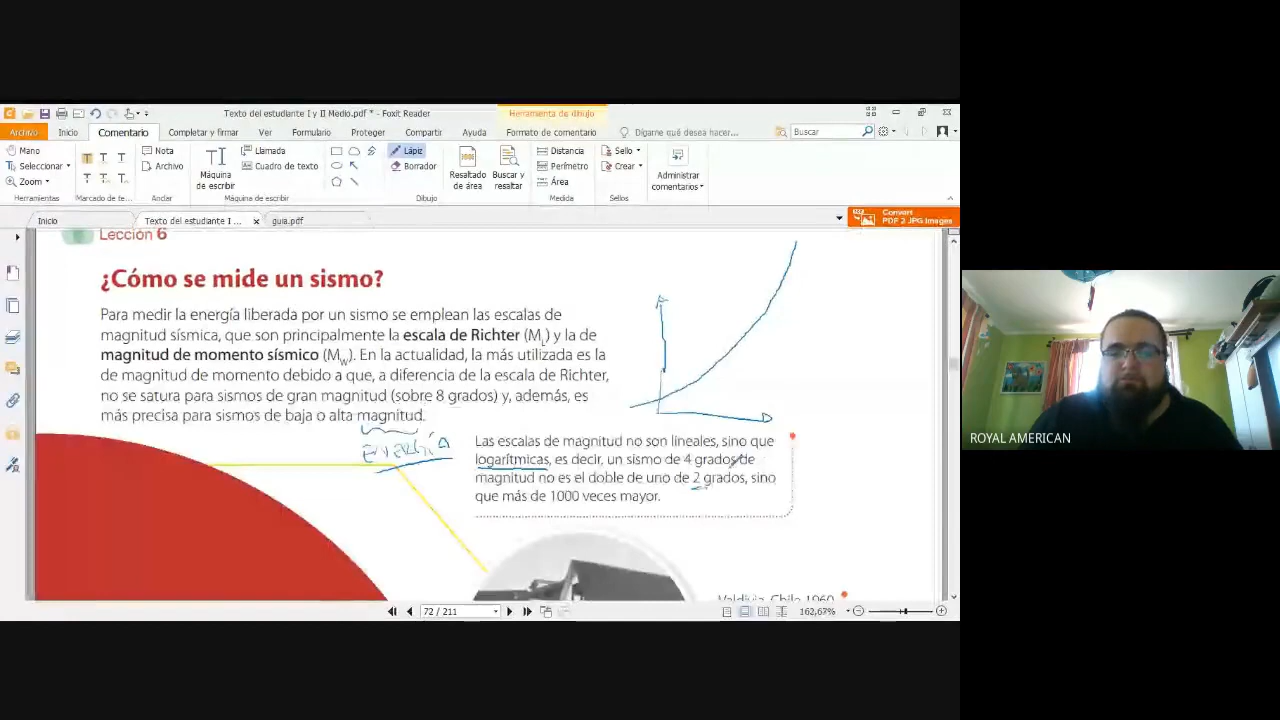 Texto del estudiante I y II Medio.pdf * - Foxit Reader
Herramienta de dibujo
Archivo Inicio Comentario Completar y firmar Ver Formulario Proteger Compartir Ayuda Formato de comentario Dígame qué desea hacer... Buscar
Mano
Seleccionar
Zoom
Herramientas
T T T
T T T
Marcado de te...
Nota
Archivo
Anclar
Máquina de escribir
Llamada
Cuadro de texto
Máquina de escribir
Lápiz
Borrador
Dibujo
Resaltado de área
Buscar y resaltar
Distancia
Perímetro
Área
Medida
Sello
Crear
Sellos
Administrar comentarios
Inicio
Texto del estudiante I ...
guia.pdf
Convert
PDF 2 JPG Images
Lección 6
¿Cómo se mide un sismo?
Para medir la energía liberada por un sismo se emplean las escalas de
magnitud sísmica, que son principalmente la escala de Richter (ML) y la de
magnitud de momento sísmico (MW). En la actualidad, la más utilizada es la
de magnitud de momento debido a que, a diferencia de la escala de Richter,
no se satura para sismos de gran magnitud (sobre 8 grados) y, además, es
más precisa para sismos de baja o alta magnitud.
Las escalas de magnitud no son lineales, sino que
logarítmicas, es decir, un sismo de 4 grados de
magnitud no es el doble de uno de 2 grados, sino
que más de 1000 veces mayor.
Valdivia, Chile 1960
72 / 211
162,67%
ROYAL AMERICAN